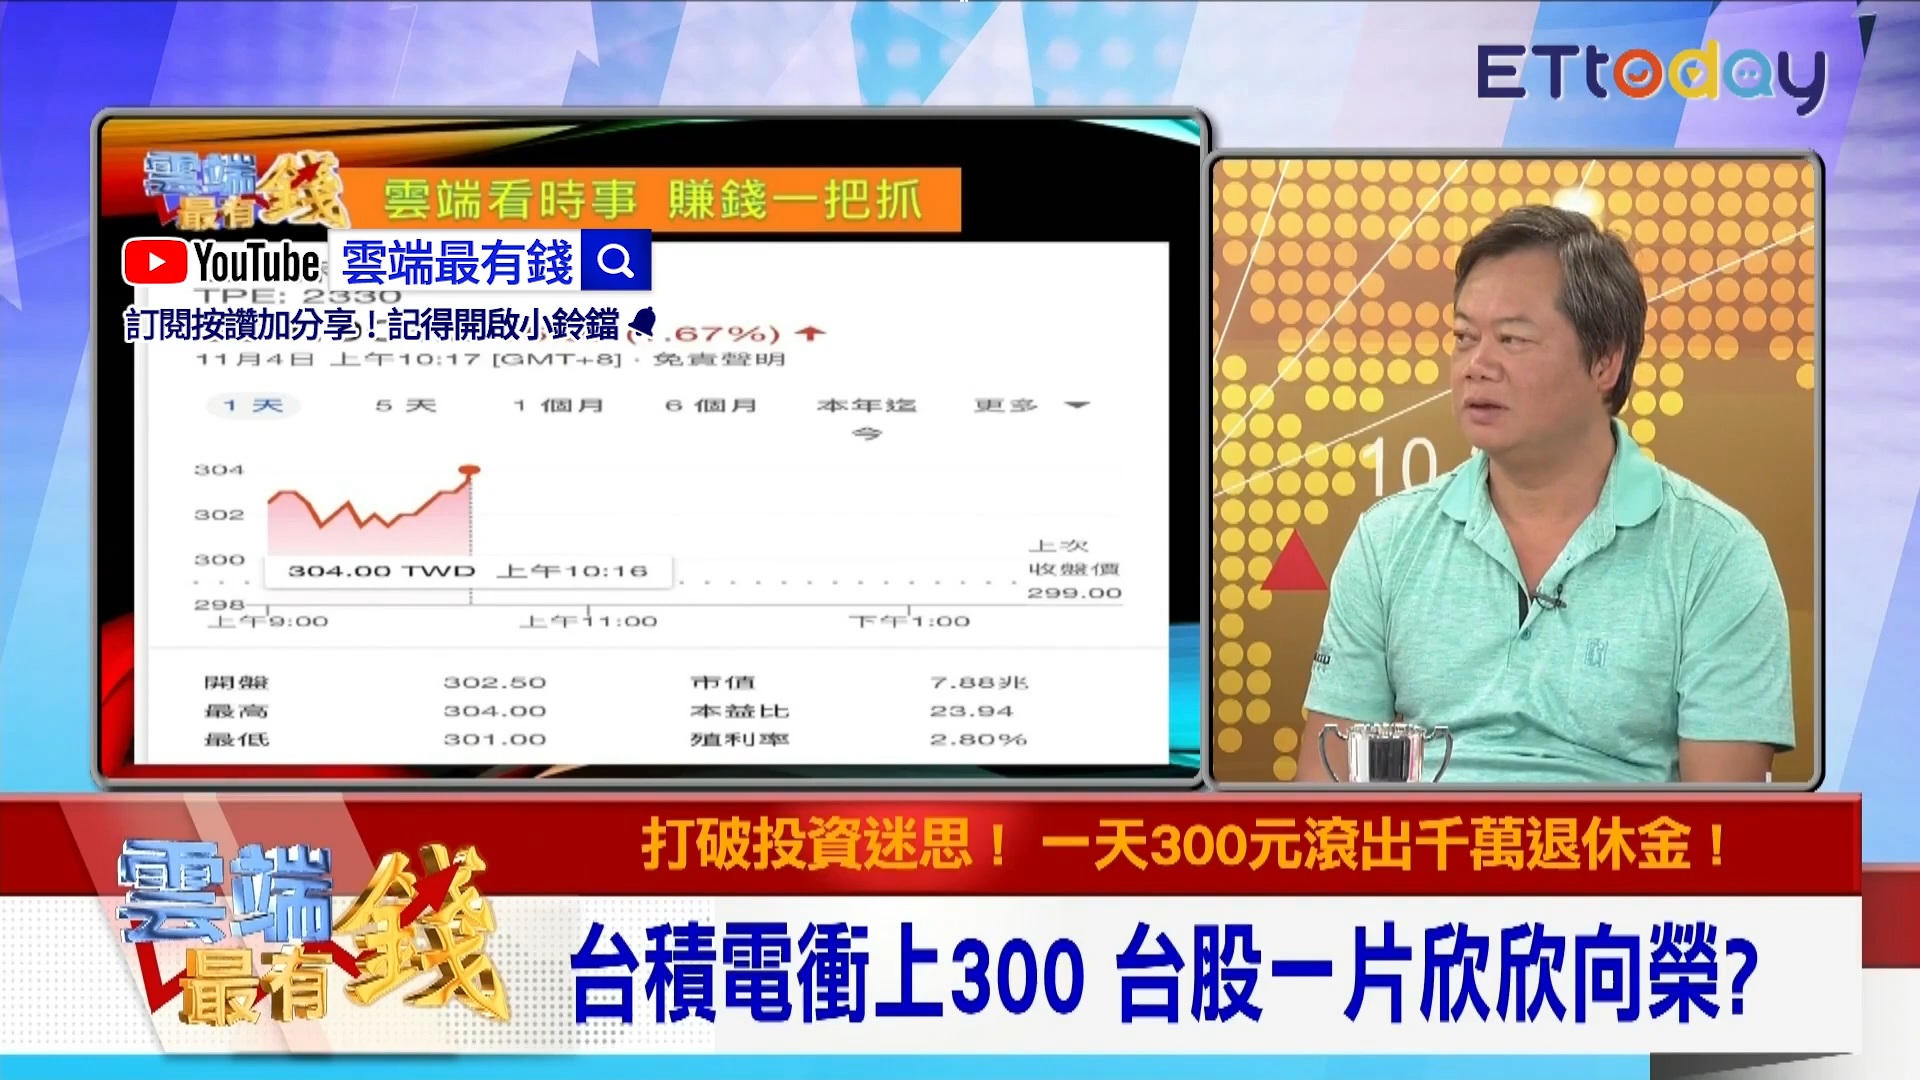 ETtoday
雲端最有錢
雲端看時事 賺錢一把抓
YouTube 雲端最有錢
TPE: 2330
訂閱按讚加分享！記得開啟小鈴鐺
.67%)
11月4日 上午10:17 [GMT+8] · 免責聲明
1 天 5 天 1 個月 6 個月 本年迄今 更多
304
302
300
298
304.00 TWD 上午10:16
上次
收盤價
299.00
上午9:00 上午11:00 下午1:00
開盤 302.50 市值 7.88兆
最高 304.00 本益比 23.94
最低 301.00 殖利率 2.80%
10
打破投資迷思！ 一天300元滾出千萬退休金！
雲端最有錢
台積電衝上300 台股一片欣欣向榮?